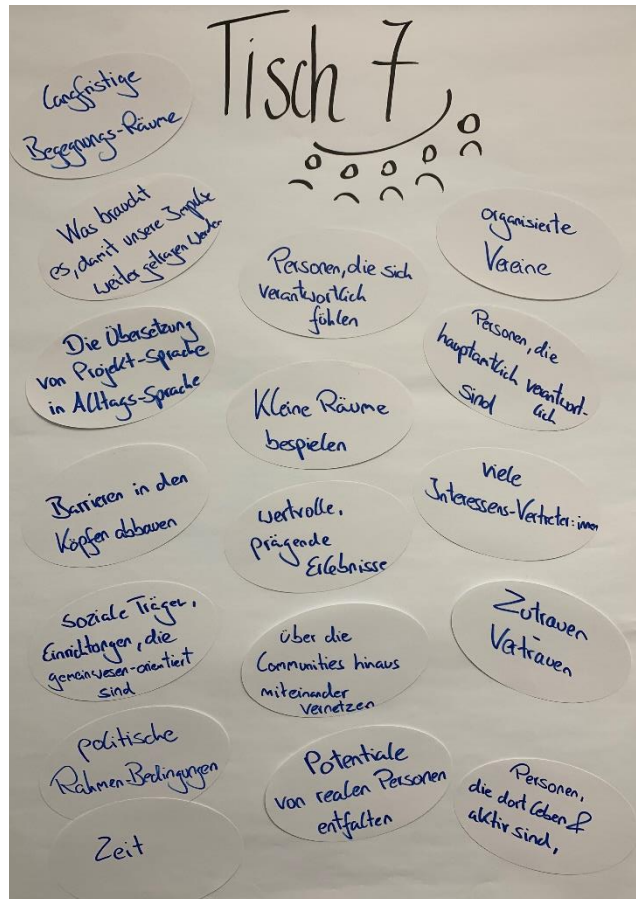 Tisch 7
Langfristige
Begegnungs-Räume
Was braucht
es, damit unsere Impulse
weiter getragen werden
Die Übersetzung
von Projekt-Sprache
in Alltags-Sprache
Barrieren in den
Köpfen abbauen
soziale Träger,
Einrichtungen, die
gemeinwesen-orientiert
sind
politische
Rahmen-Bedingungen
Zeit
Personen, die sich
verantwortlich
fühlen
Kleine Räume
bespielen
wertvolle,
prägende
Erlebnisse
über die
Communities hinaus
miteinander
vernetzen
Potentiale
von realen Personen
entfalten
organisierte
Vereine
Personen, die
hauptamtlich verantwort-
sind lich
viele
Interessens-Vertreter:innen
Zutrauen
-
Vertrauen
Personen,
die dort leben &
aktiv sind,